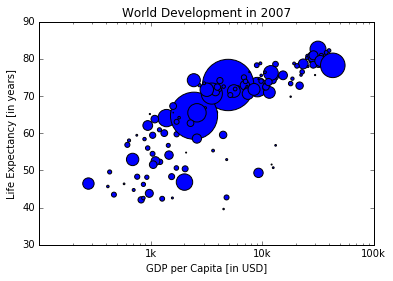 World Development in 2007
Life Expectancy [in years]
90
80
70
60
50
40
30
1k
10k
100k
GDP per Capita [in USD]